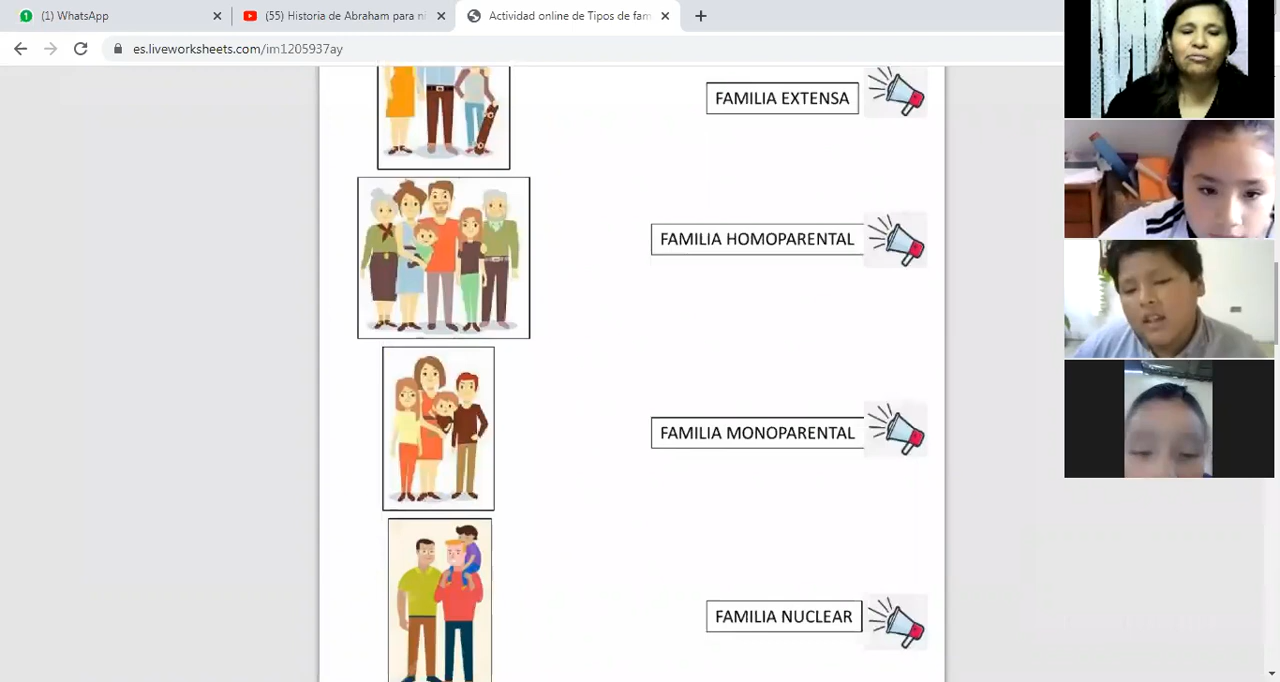 (1) WhatsApp
(55) Historia de Abraham para ni
Actividad online de Tipos de fam
es.liveworksheets.com/im1205937ay
FAMILIA EXTENSA
FAMILIA HOMOPARENTAL
FAMILIA MONOPARENTAL
FAMILIA NUCLEAR